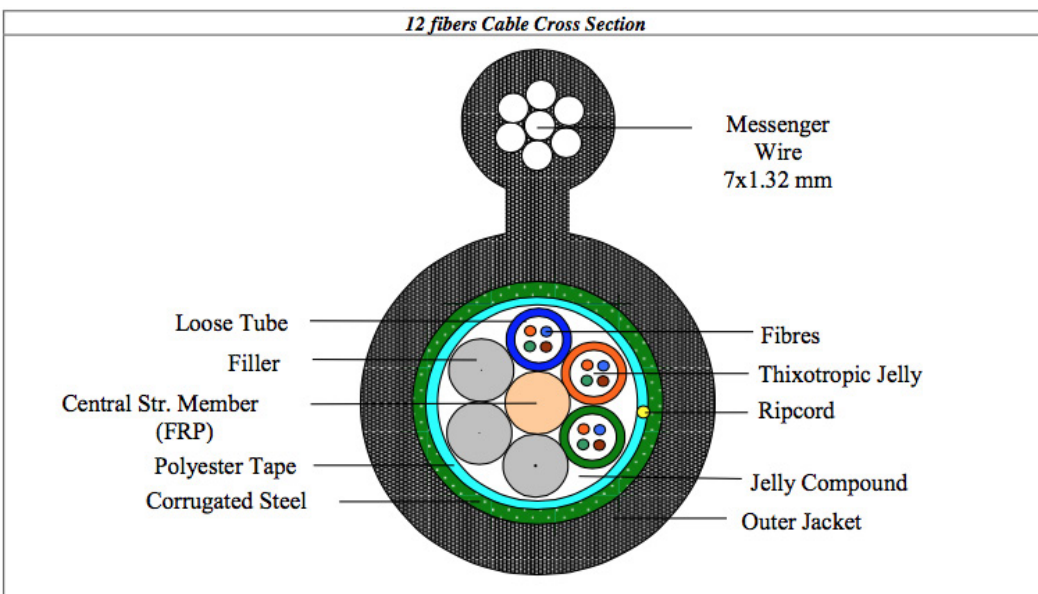 12 fibers Cable Cross Section
Messenger
Wire
7x1.32 mm
Loose Tube
Filler
Central Str. Member
(FRP)
Polyester Tape
Corrugated Steel
Fibres
Thixotropic Jelly
Ripcord
Jelly Compound
Outer Jacket